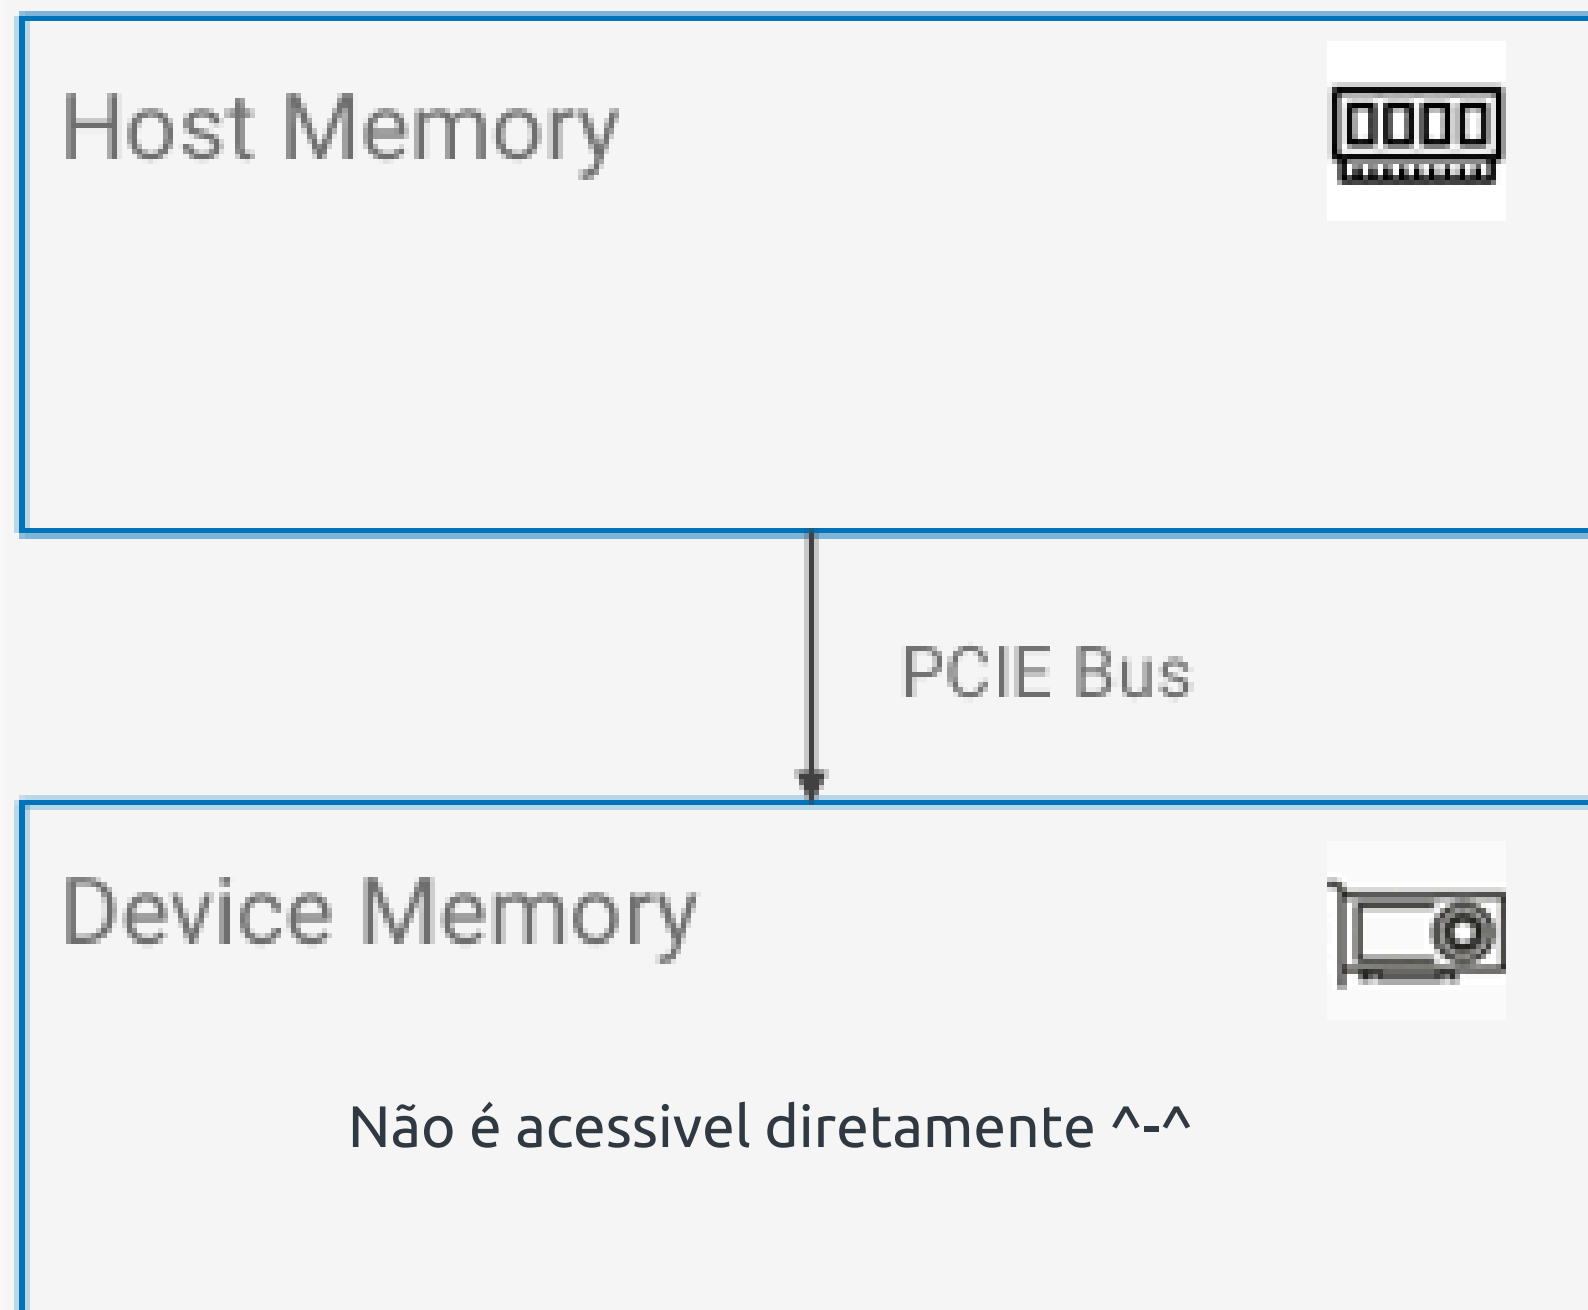 Host Memory
PCIE Bus
Device Memory
Não é acessivel diretamente ^-^